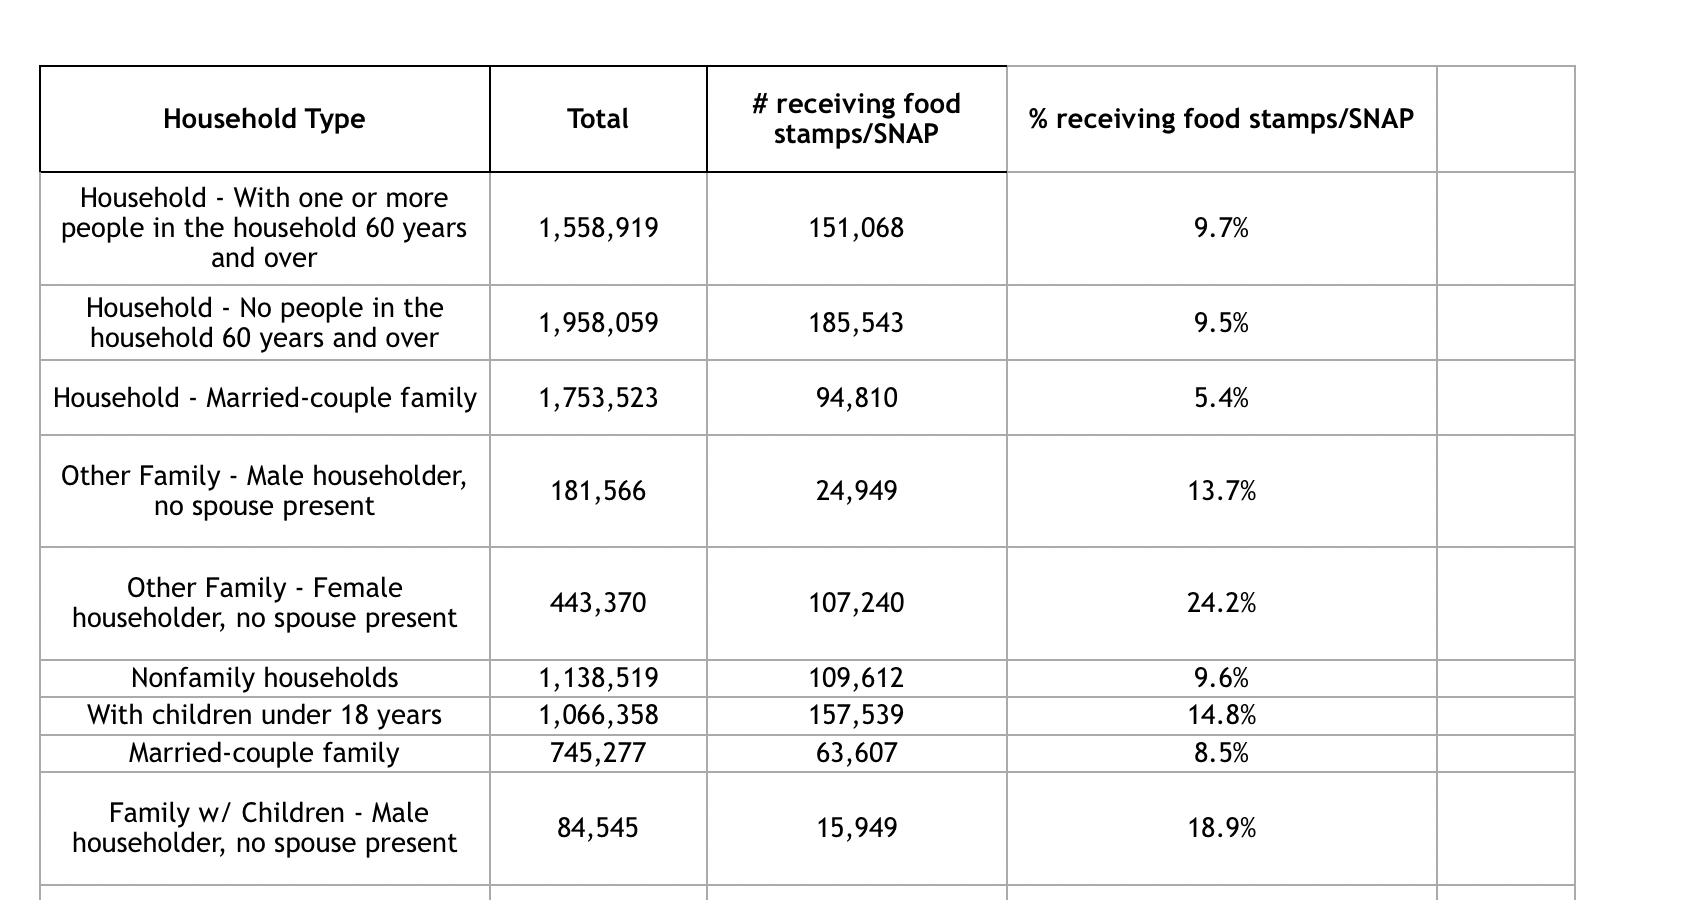 Household Type
Total
# receiving food
stamps/SNAP
% receiving food stamps/SNAP
Household - With one or more
people in the household 60 years
and over
1,558,919
151,068
9.7%
Household - No people in the
household 60 years and over
1,958,059
185,543
9.5%
Household - Married-couple family
1,753,523
94,810
5.4%
Other Family - Male householder,
no spouse present
181,566
24,949
13.7%
Other Family - Female
householder, no spouse present
443,370
107,240
24.2%
Nonfamily households
1,138,519
109,612
9.6%
With children under 18 years
1,066,358
157,539
14.8%
Married-couple family
745,277
63,607
8.5%
Family w/ Children - Male
householder, no spouse present
84,545
15,949
18.9%